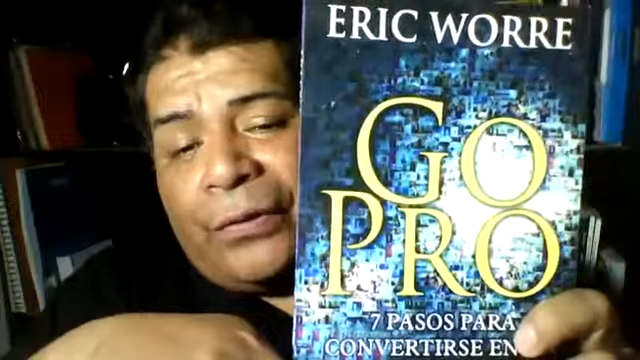 ERIC WORRE
GO
PRO
7 PASOS PARA
CONVERTIRSE EN